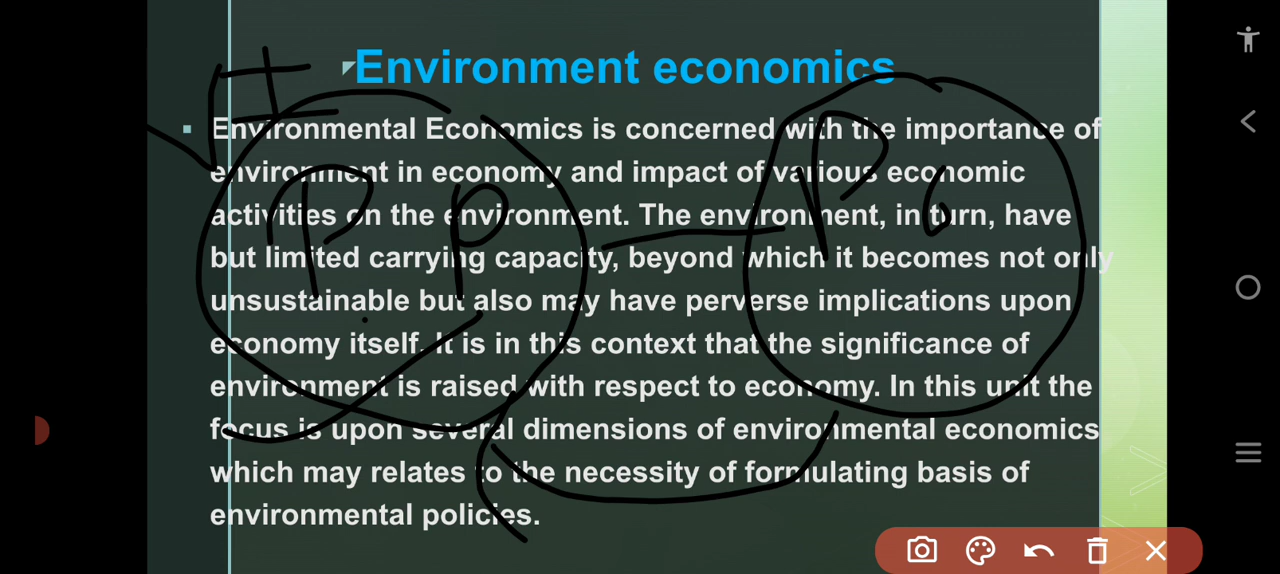 Environment economics
Environmental Economics is concerned with the importance of
environment in economy and impact of various economic
activities on the environment. The environment, in turn, have
but limited carrying capacity, beyond which it becomes not only
unsustainable but also may have perverse implications upon
economy itself. It is in this context that the significance of
environment is raised with respect to economy. In this unit the
focus is upon several dimensions of environmental economics
which may relates to the necessity of formulating basis of
environmental policies.